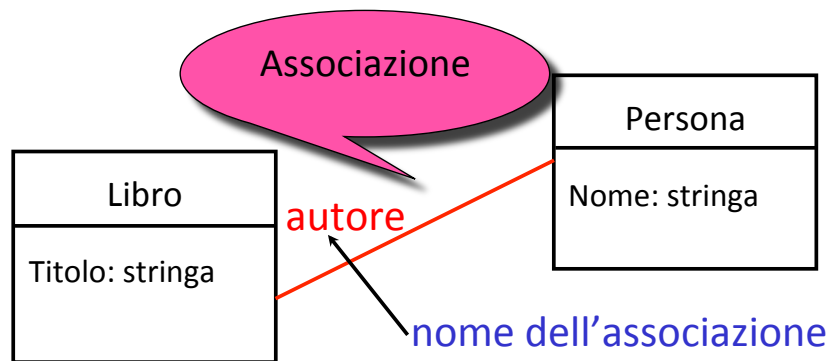 Associazione
Persona
Nome: stringa
Libro
autore
Titolo: stringa
nome dell’associazione